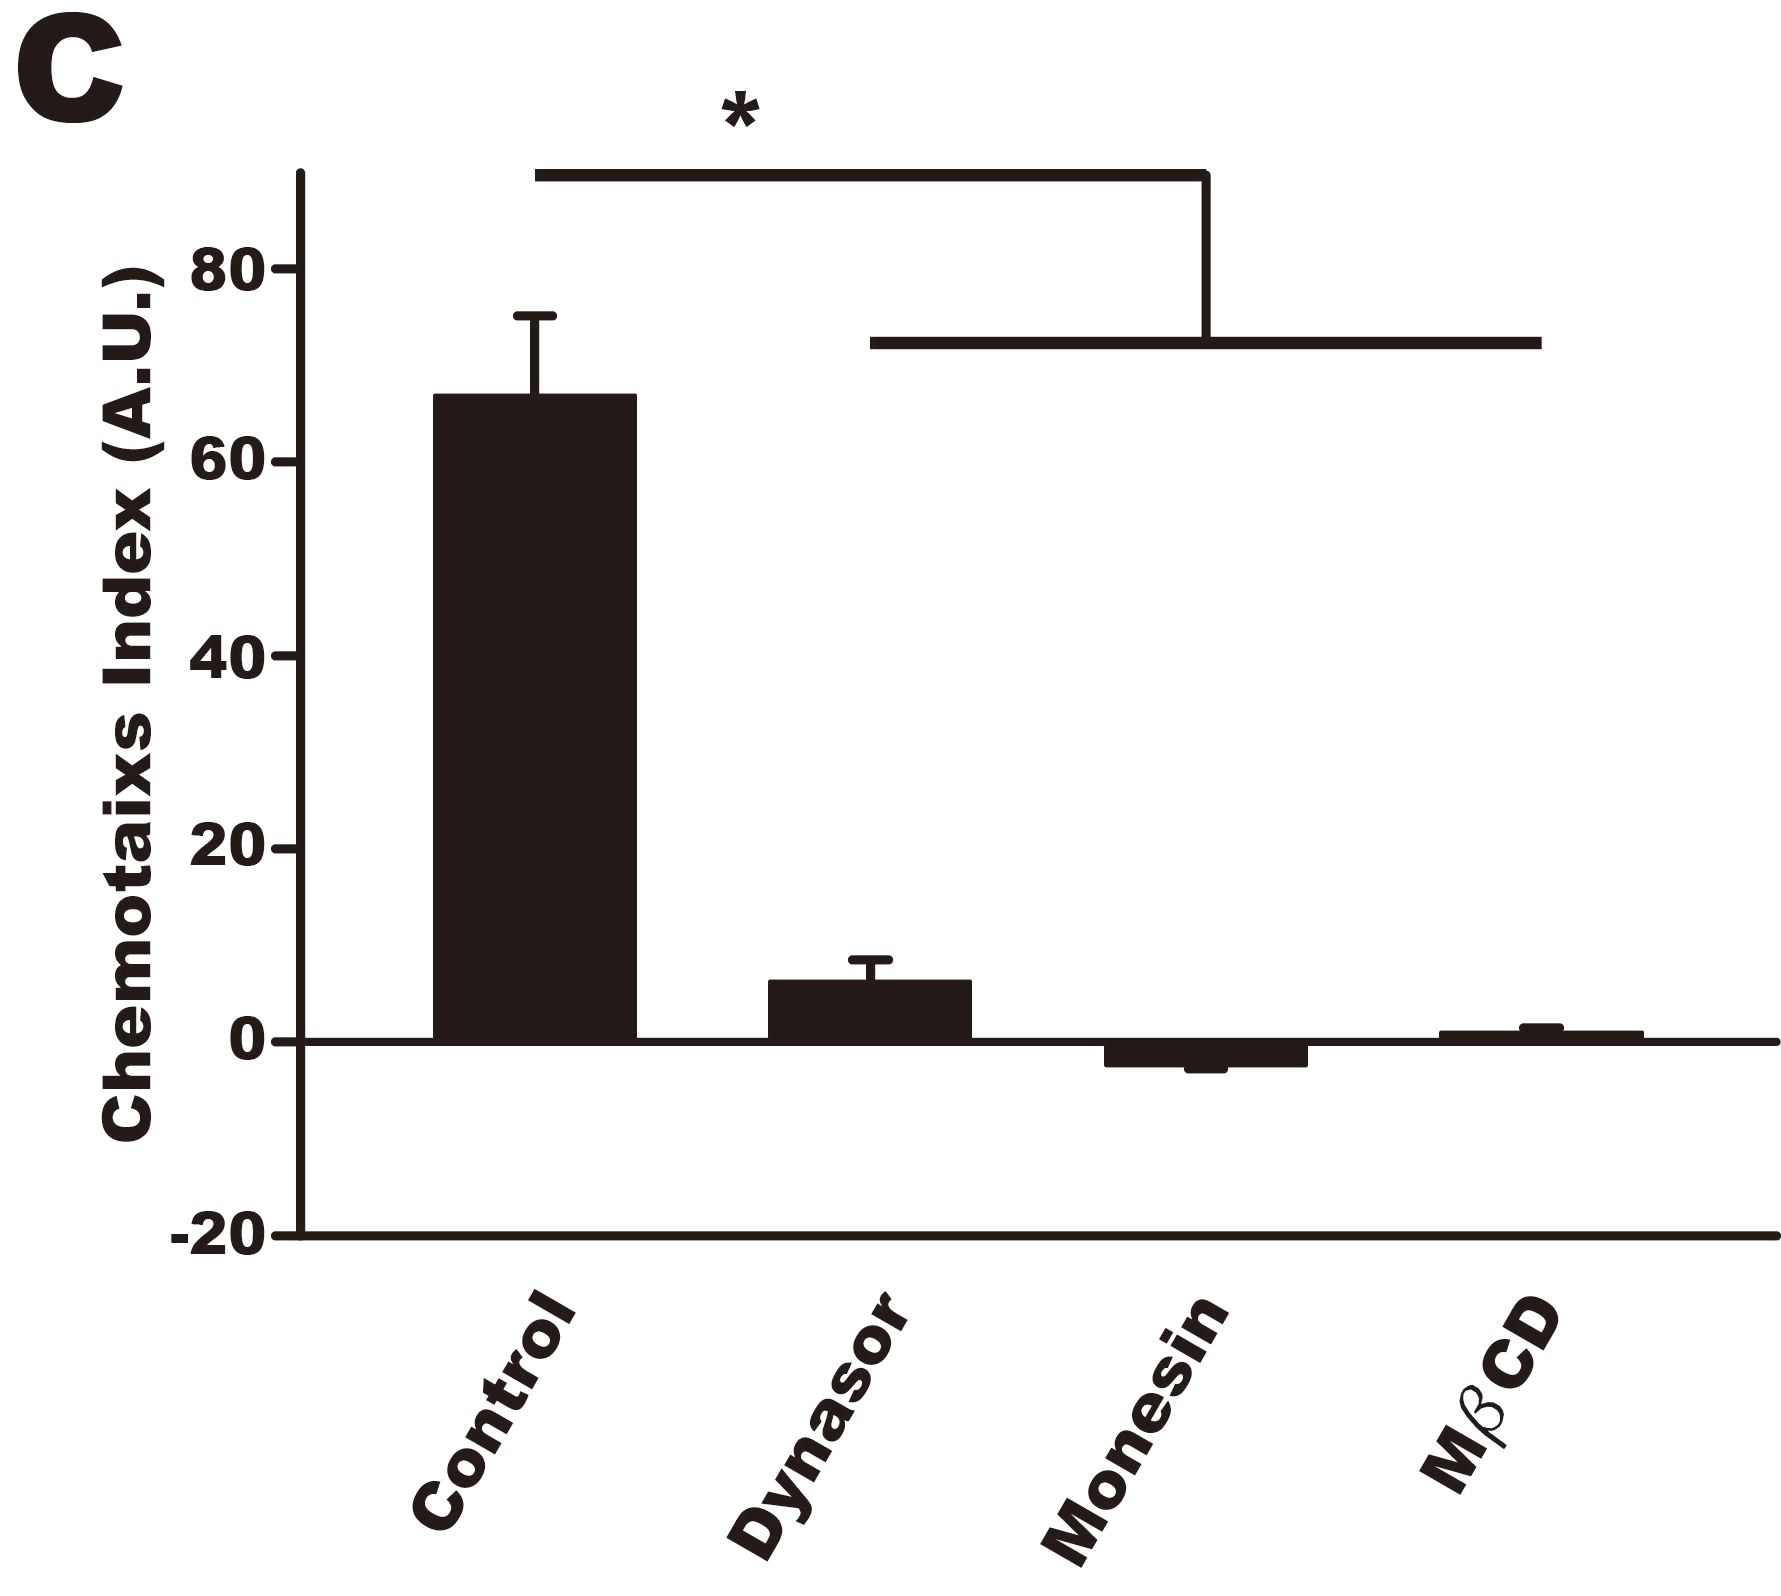 C
*
Chemotaixs Index (A.U.)
80
60
40
20
0
-20
Control
Dynasor
Monesin
MβCD